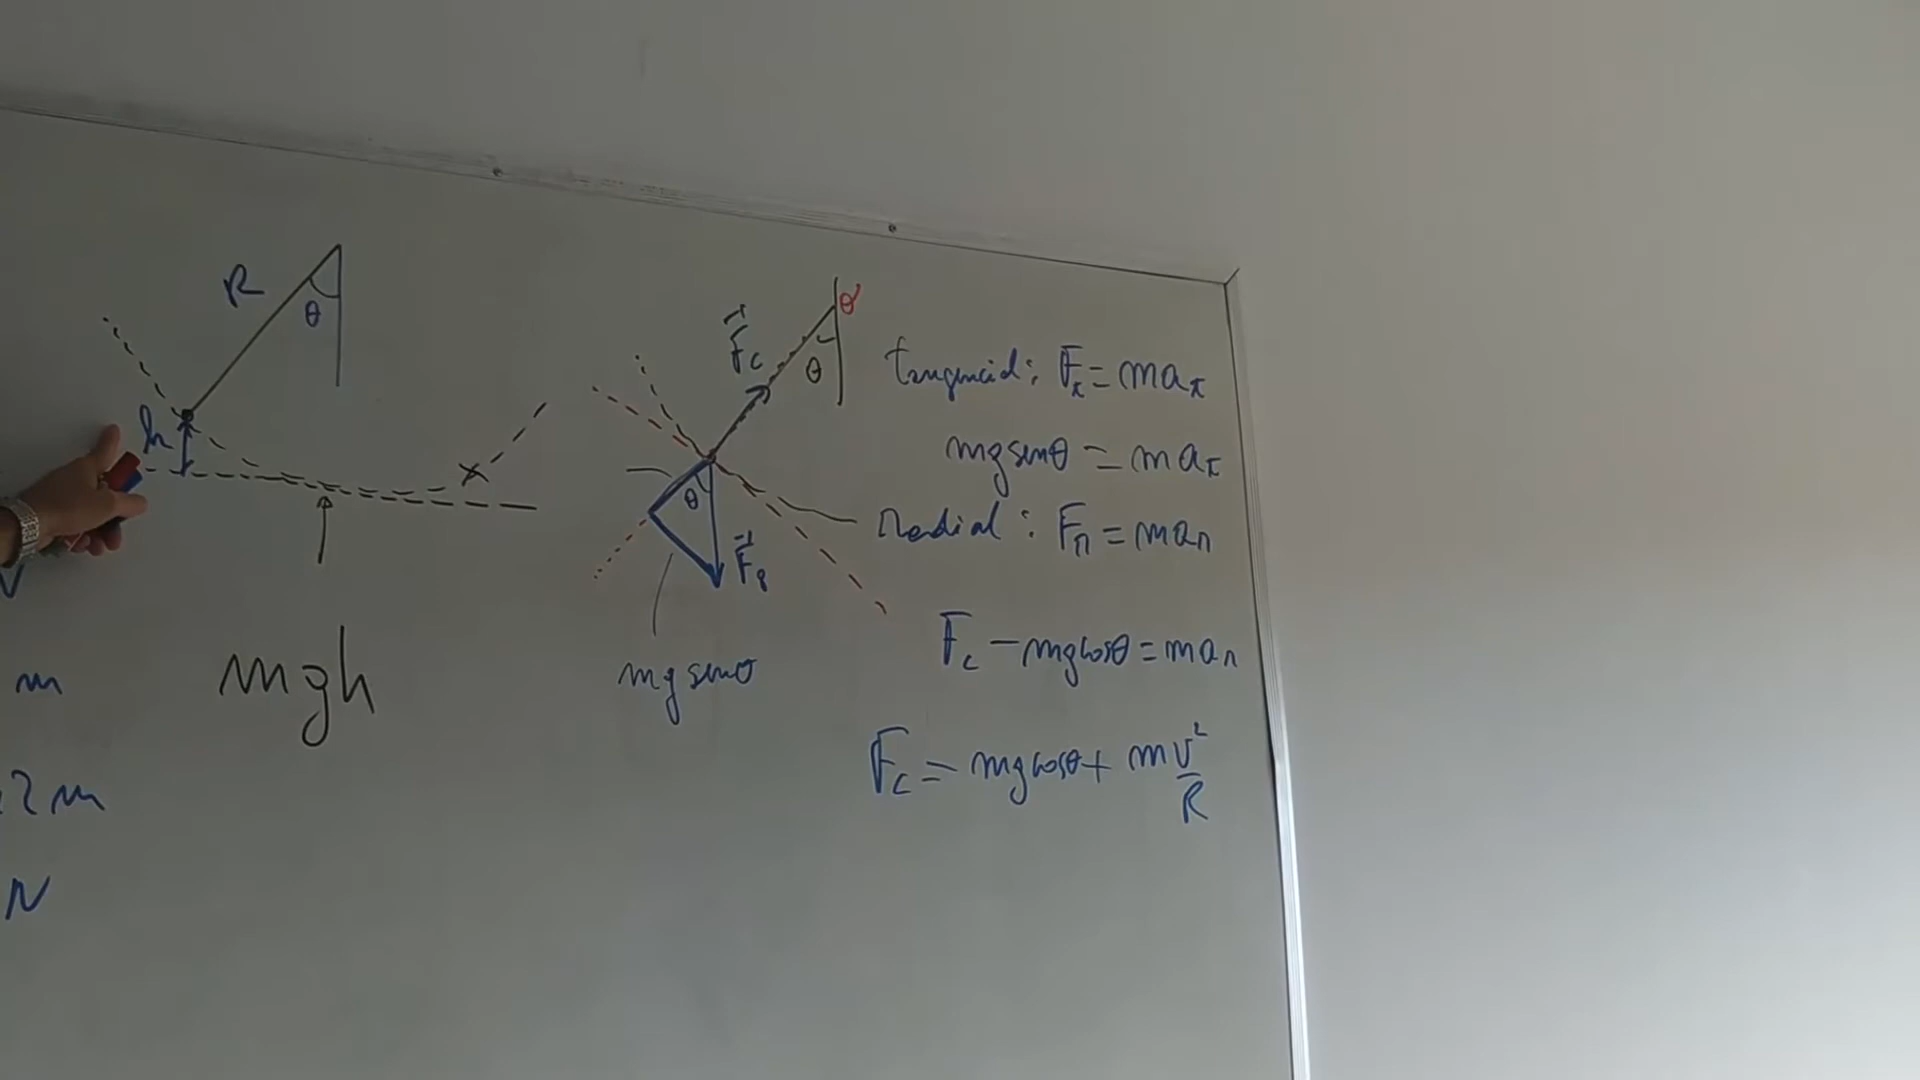 R
θ
h
V
m
mgh
2m
N
F⃗c
θ
θ
θ
F⃗g
mg senθ
tangencial: Fτ = maτ
mg senθ = maτ
Radial: Fn = man
Fc - mg cosθ = man
Fc = mg cosθ + m v²/R